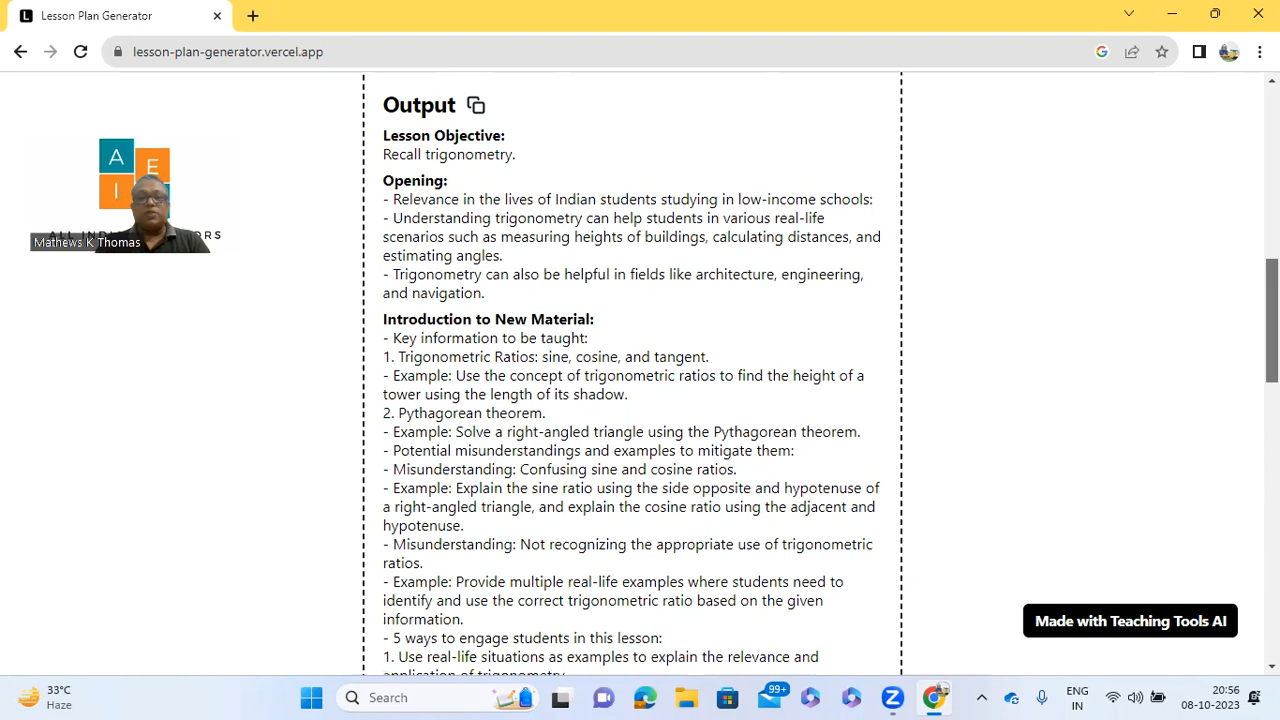 Lesson Plan Generator
lesson-plan-generator.vercel.app
A
E
I
ALL INDI
ORS
Mathews K Thomas
Output
Lesson Objective:
Recall trigonometry.
Opening:
- Relevance in the lives of Indian students studying in low-income schools:
- Understanding trigonometry can help students in various real-life
scenarios such as measuring heights of buildings, calculating distances, and
estimating angles.
- Trigonometry can also be helpful in fields like architecture, engineering,
and navigation.
Introduction to New Material:
- Key information to be taught:
1. Trigonometric Ratios: sine, cosine, and tangent.
- Example: Use the concept of trigonometric ratios to find the height of a
tower using the length of its shadow.
2. Pythagorean theorem.
- Example: Solve a right-angled triangle using the Pythagorean theorem.
- Potential misunderstandings and examples to mitigate them:
- Misunderstanding: Confusing sine and cosine ratios.
- Example: Explain the sine ratio using the side opposite and hypotenuse of
a right-angled triangle, and explain the cosine ratio using the adjacent and
hypotenuse.
- Misunderstanding: Not recognizing the appropriate use of trigonometric
ratios.
- Example: Provide multiple real-life examples where students need to
identify and use the correct trigonometric ratio based on the given
information.
- 5 ways to engage students in this lesson:
1. Use real-life situations as examples to explain the relevance and
application of trigonometry.
Made with Teaching Tools AI
33°C
Haze
Search
99+
ENG
IN
20:56
08-10-2023